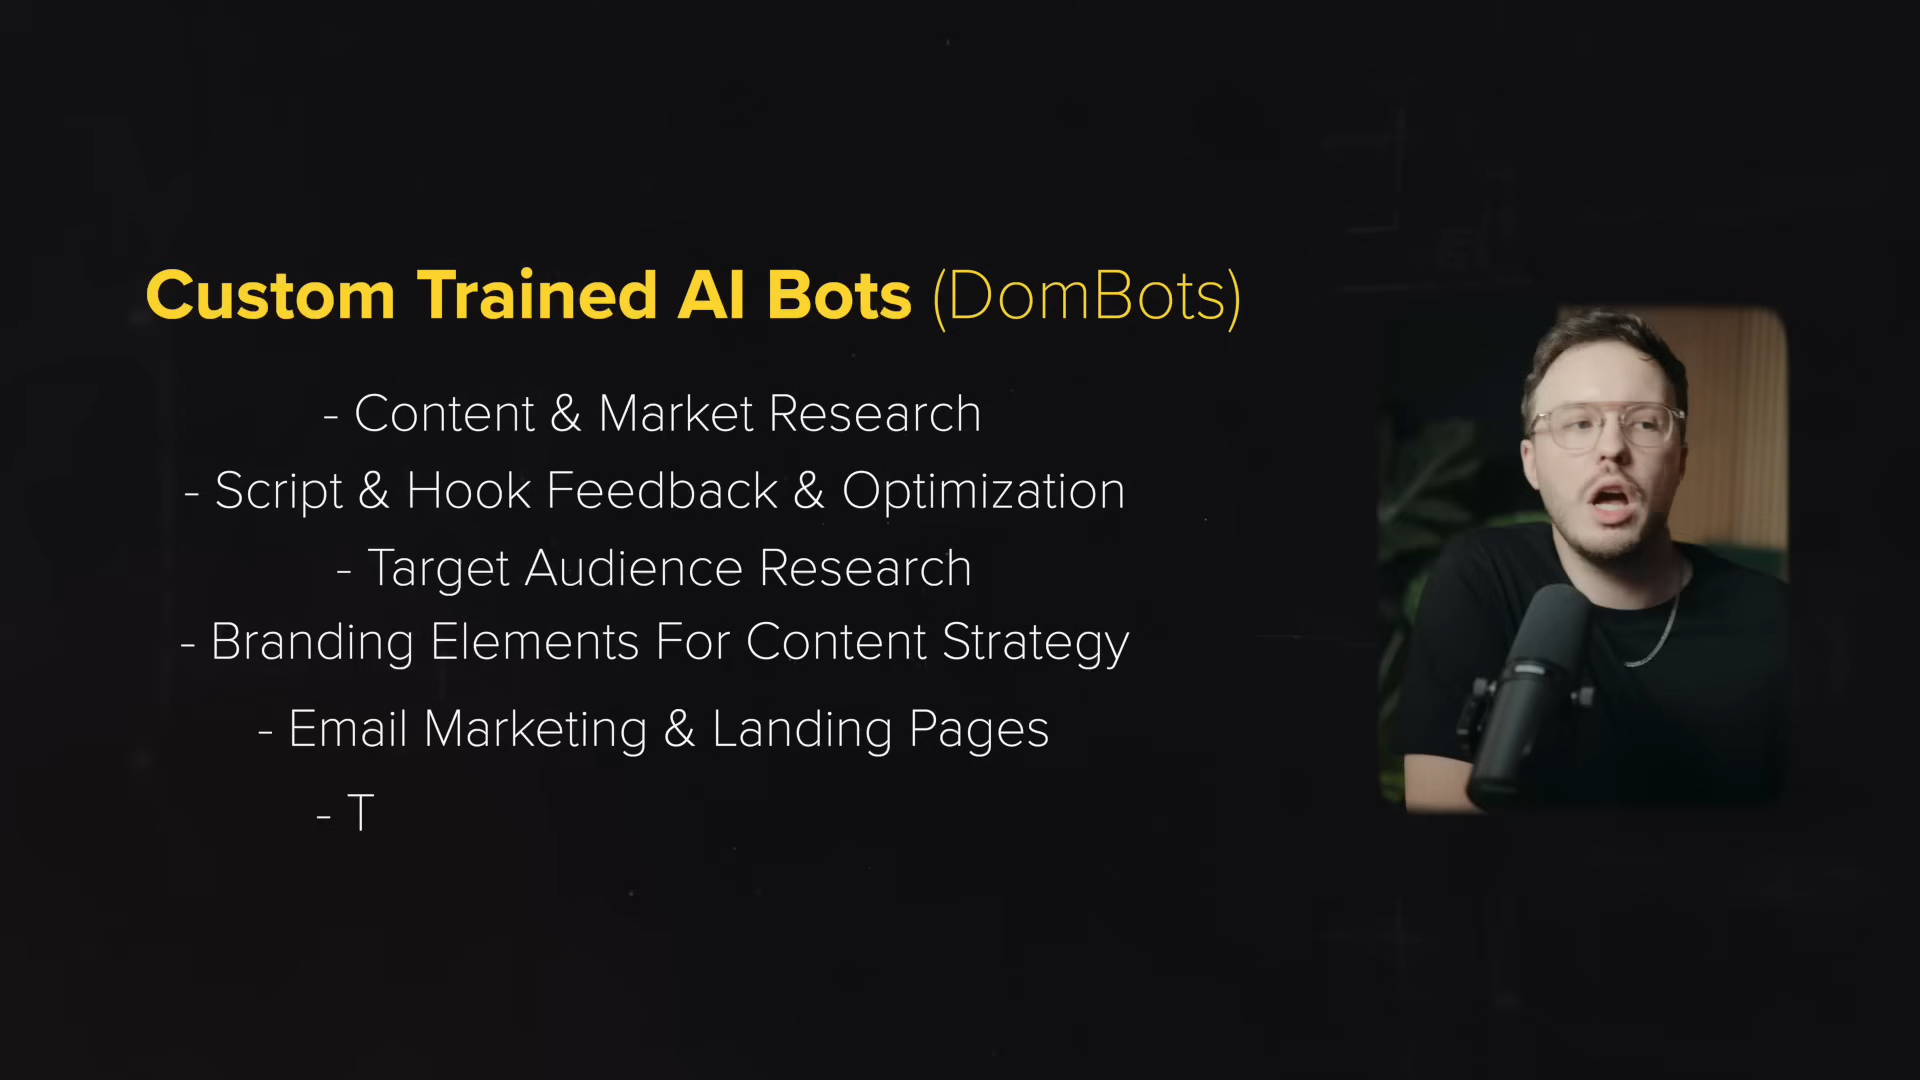 Custom Trained AI Bots (DomBots)
- Content & Market Research
- Script & Hook Feedback & Optimization
- Target Audience Research
- Branding Elements For Content Strategy
- Email Marketing & Landing Pages
- T